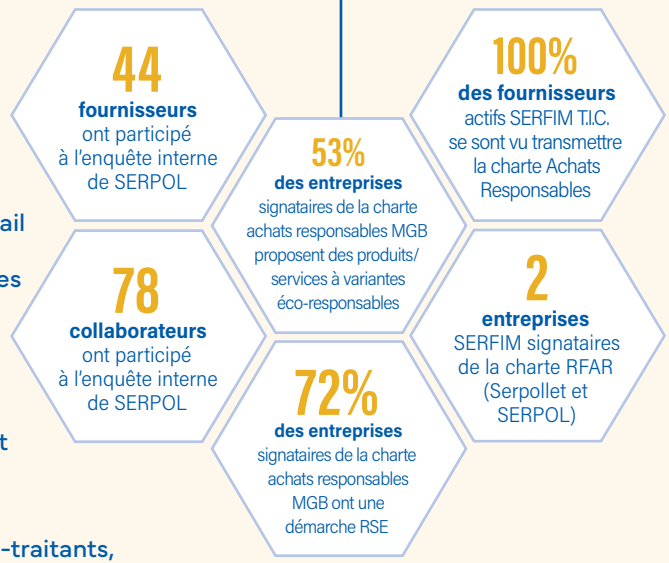 ail
es
t
-traitants,
44
fournisseurs
ont participé
à l'enquête interne
de SERPOL
53%
des entreprises
signataires de la charte
achats responsables MGB
proposent des produits/
services à variantes
éco-responsables
100%
des fournisseurs
actifs SERFIM T.I.C.
se sont vu transmettre
la charte Achats
Responsables
78
collaborateurs
ont participé
à l'enquête interne
de SERPOL
72%
des entreprises
signataires de la charte
achats responsables
MGB ont une
démarche RSE
2
entreprises
SERFIM signataires
de la charte RFAR
(Serpollet et
SERPOL)